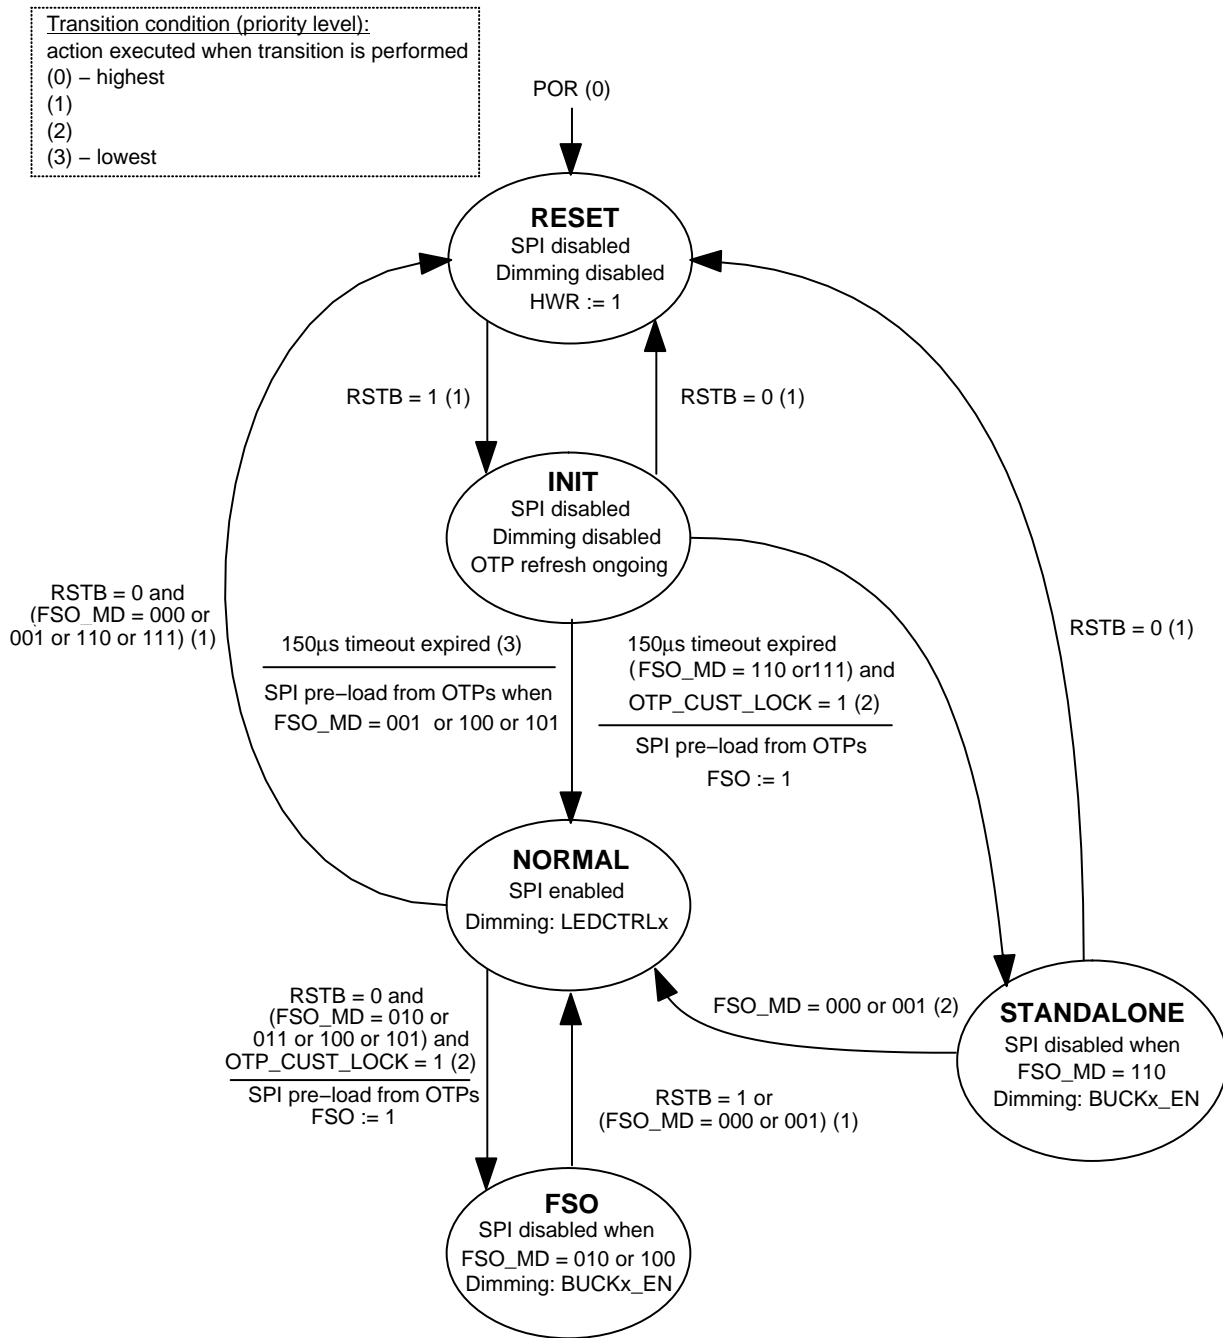 Transition condition (priority level):
action executed when transition is performed
(0) – highest
(1)
(2)
(3) – lowest
POR (0)
RESET
SPI disabled
Dimming disabled
HWR := 1
RSTB = 1 (1)
RSTB = 0 (1)
INIT
SPI disabled
Dimming disabled
OTP refresh ongoing
RSTB = 0 and
(FSO_MD = 000 or
001 or 110 or 111) (1)
150µs timeout expired (3)
SPI pre–load from OTPs when
FSO_MD = 001 or 100 or 101
150µs timeout expired
(FSO_MD = 110 or111) and
OTP_CUST_LOCK = 1 (2)
SPI pre–load from OTPs
FSO := 1
RSTB = 0 (1)
NORMAL
SPI enabled
Dimming: LEDCTRLx
RSTB = 0 and
(FSO_MD = 010 or
011 or 100 or 101) and
OTP_CUST_LOCK = 1 (2)
SPI pre–load from OTPs
FSO := 1
FSO_MD = 000 or 001 (2)
RSTB = 1 or
(FSO_MD = 000 or 001) (1)
STANDALONE
SPI disabled when
FSO_MD = 110
Dimming: BUCKx_EN
FSO
SPI disabled when
FSO_MD = 010 or 100
Dimming: BUCKx_EN